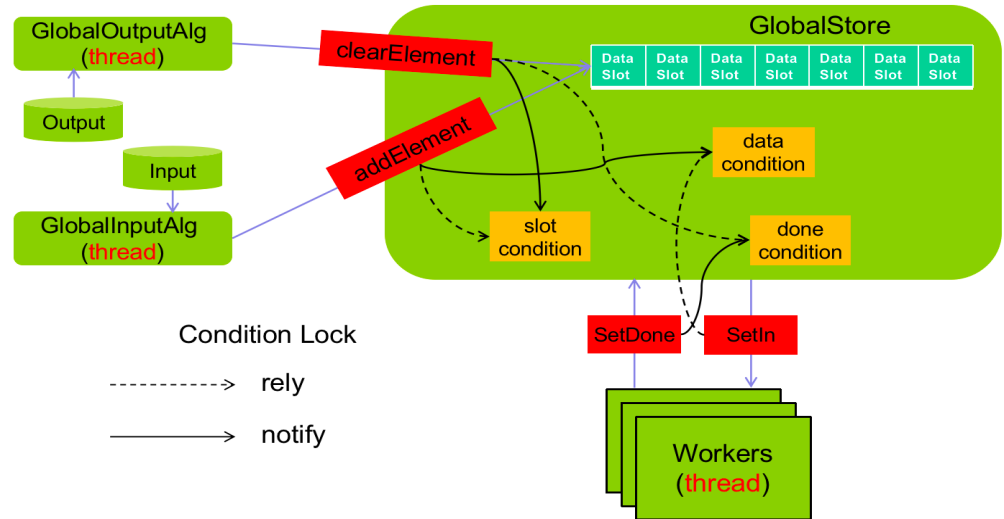 GlobalOutputAlg
(thread)
Output
Input
GlobalInputAlg
(thread)
clearElement
addElement
GlobalStore
Data Data Data Data Data Data Data
Slot Slot Slot Slot Slot Slot Slot
data
condition
slot
condition
done
condition
SetDone
SetIn
Condition Lock
rely
notify
Workers
(thread)